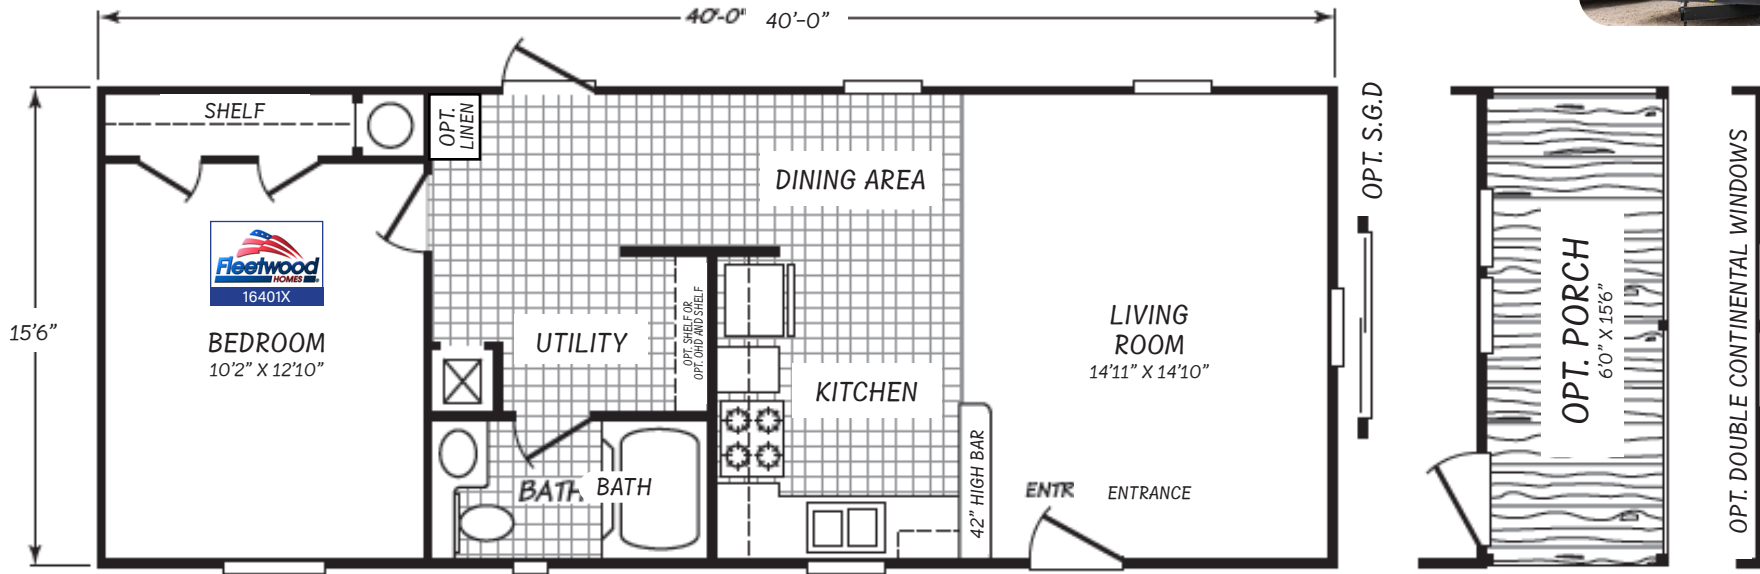 40'-0" 40'-0"
15'6"
SHELF
OPT.
LINEN
Fleetwood
HOMES
16401X
BEDROOM
10'2" X 12'10"
DINING AREA
UTILITY
OPT. SHELF OR
OPT. OHD AND SHELF
KITCHEN
BATH BATH
42" HIGH BAR
LIVING
ROOM
14'11" X 14'10"
ENTR ENTRANCE
OPT. S.G.D
OPT. PORCH
6'0" X 15'6"
OPT. DOUBLE CONTINENTAL WINDOWS